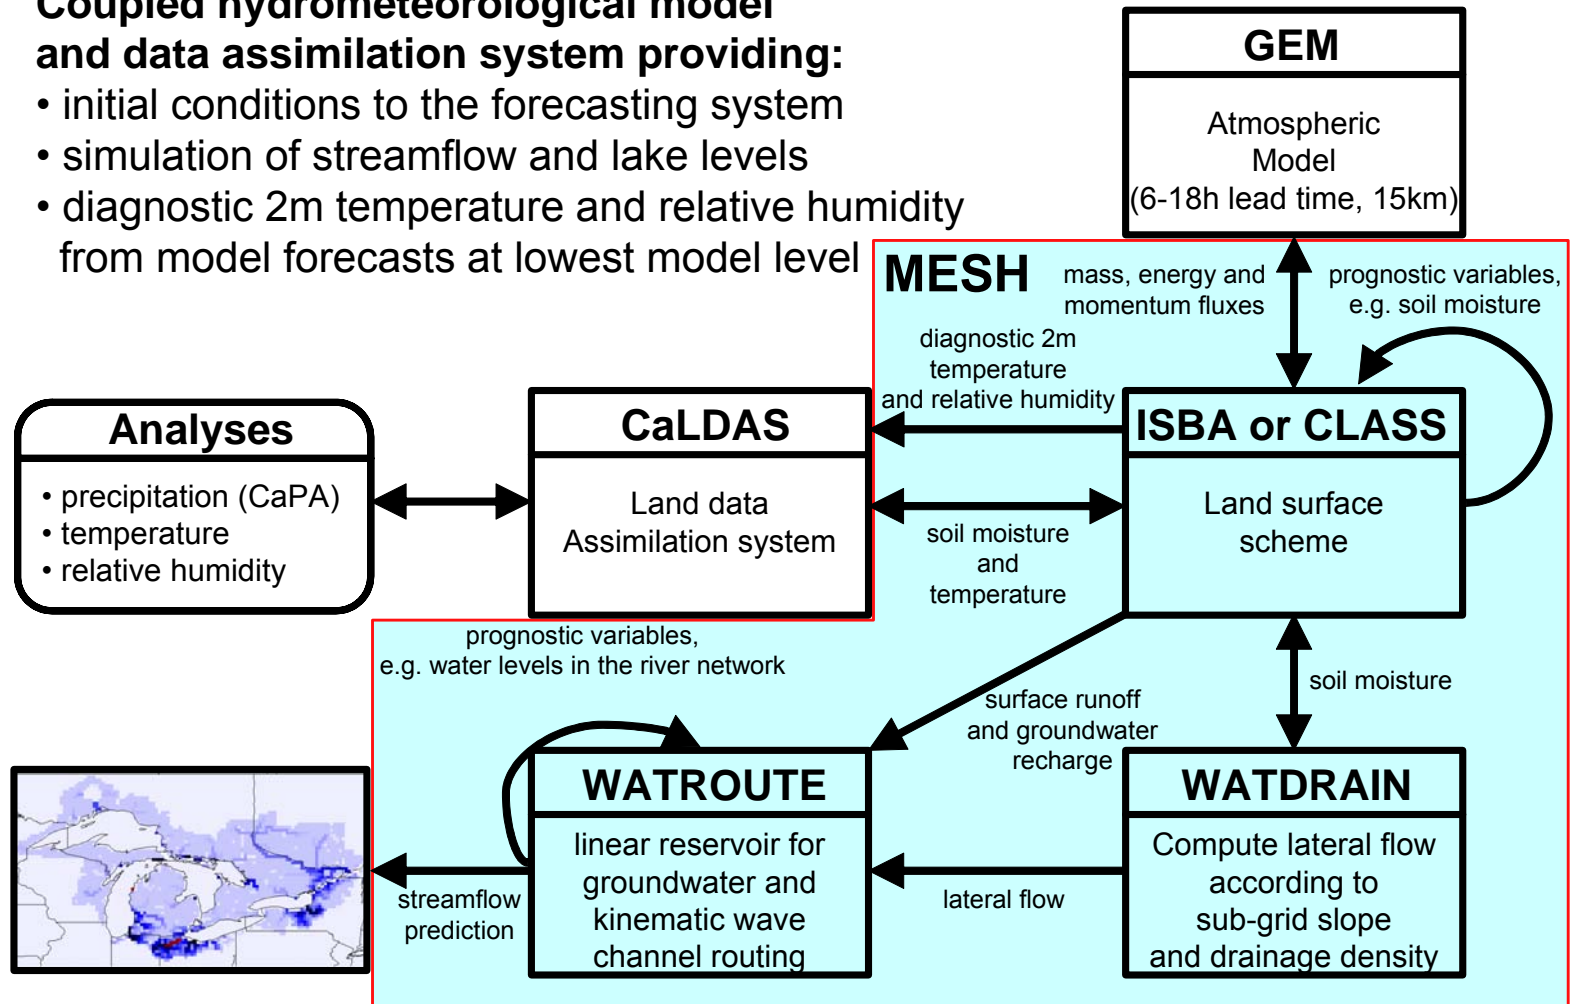 Coupled hydrometeorological model
and data assimilation system providing:
• initial conditions to the forecasting system
• simulation of streamflow and lake levels
• diagnostic 2m temperature and relative humidity
from model forecasts at lowest model level
GEM
Atmospheric
Model
(6-18h lead time, 15km)
MESH
mass, energy and
momentum fluxes
prognostic variables,
e.g. soil moisture
diagnostic 2m
temperature
and relative humidity
Analyses
• precipitation (CaPA)
• temperature
• relative humidity
CaLDAS
Land data
Assimilation system
ISBA or CLASS
Land surface
scheme
soil moisture
and
temperature
prognostic variables,
e.g. water levels in the river network
surface runoff
and groundwater
recharge
soil moisture
WATROUTE
linear reservoir for
groundwater and
kinematic wave
channel routing
WATDRAIN
Compute lateral flow
according to
sub-grid slope
and drainage density
streamflow
prediction
lateral flow